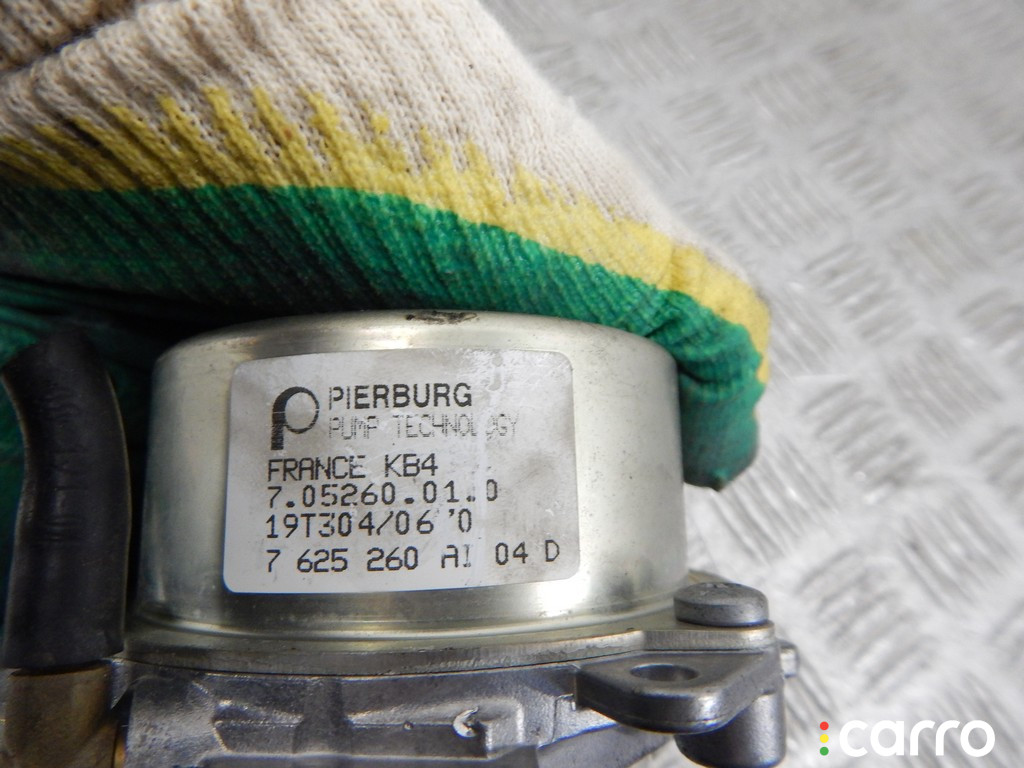 PIERBURG
PUMP TECHNOLOGY
FRANCE KB4
7.05260.01.0
19T304/06 '0
7 625 260 AI 04 D
carro